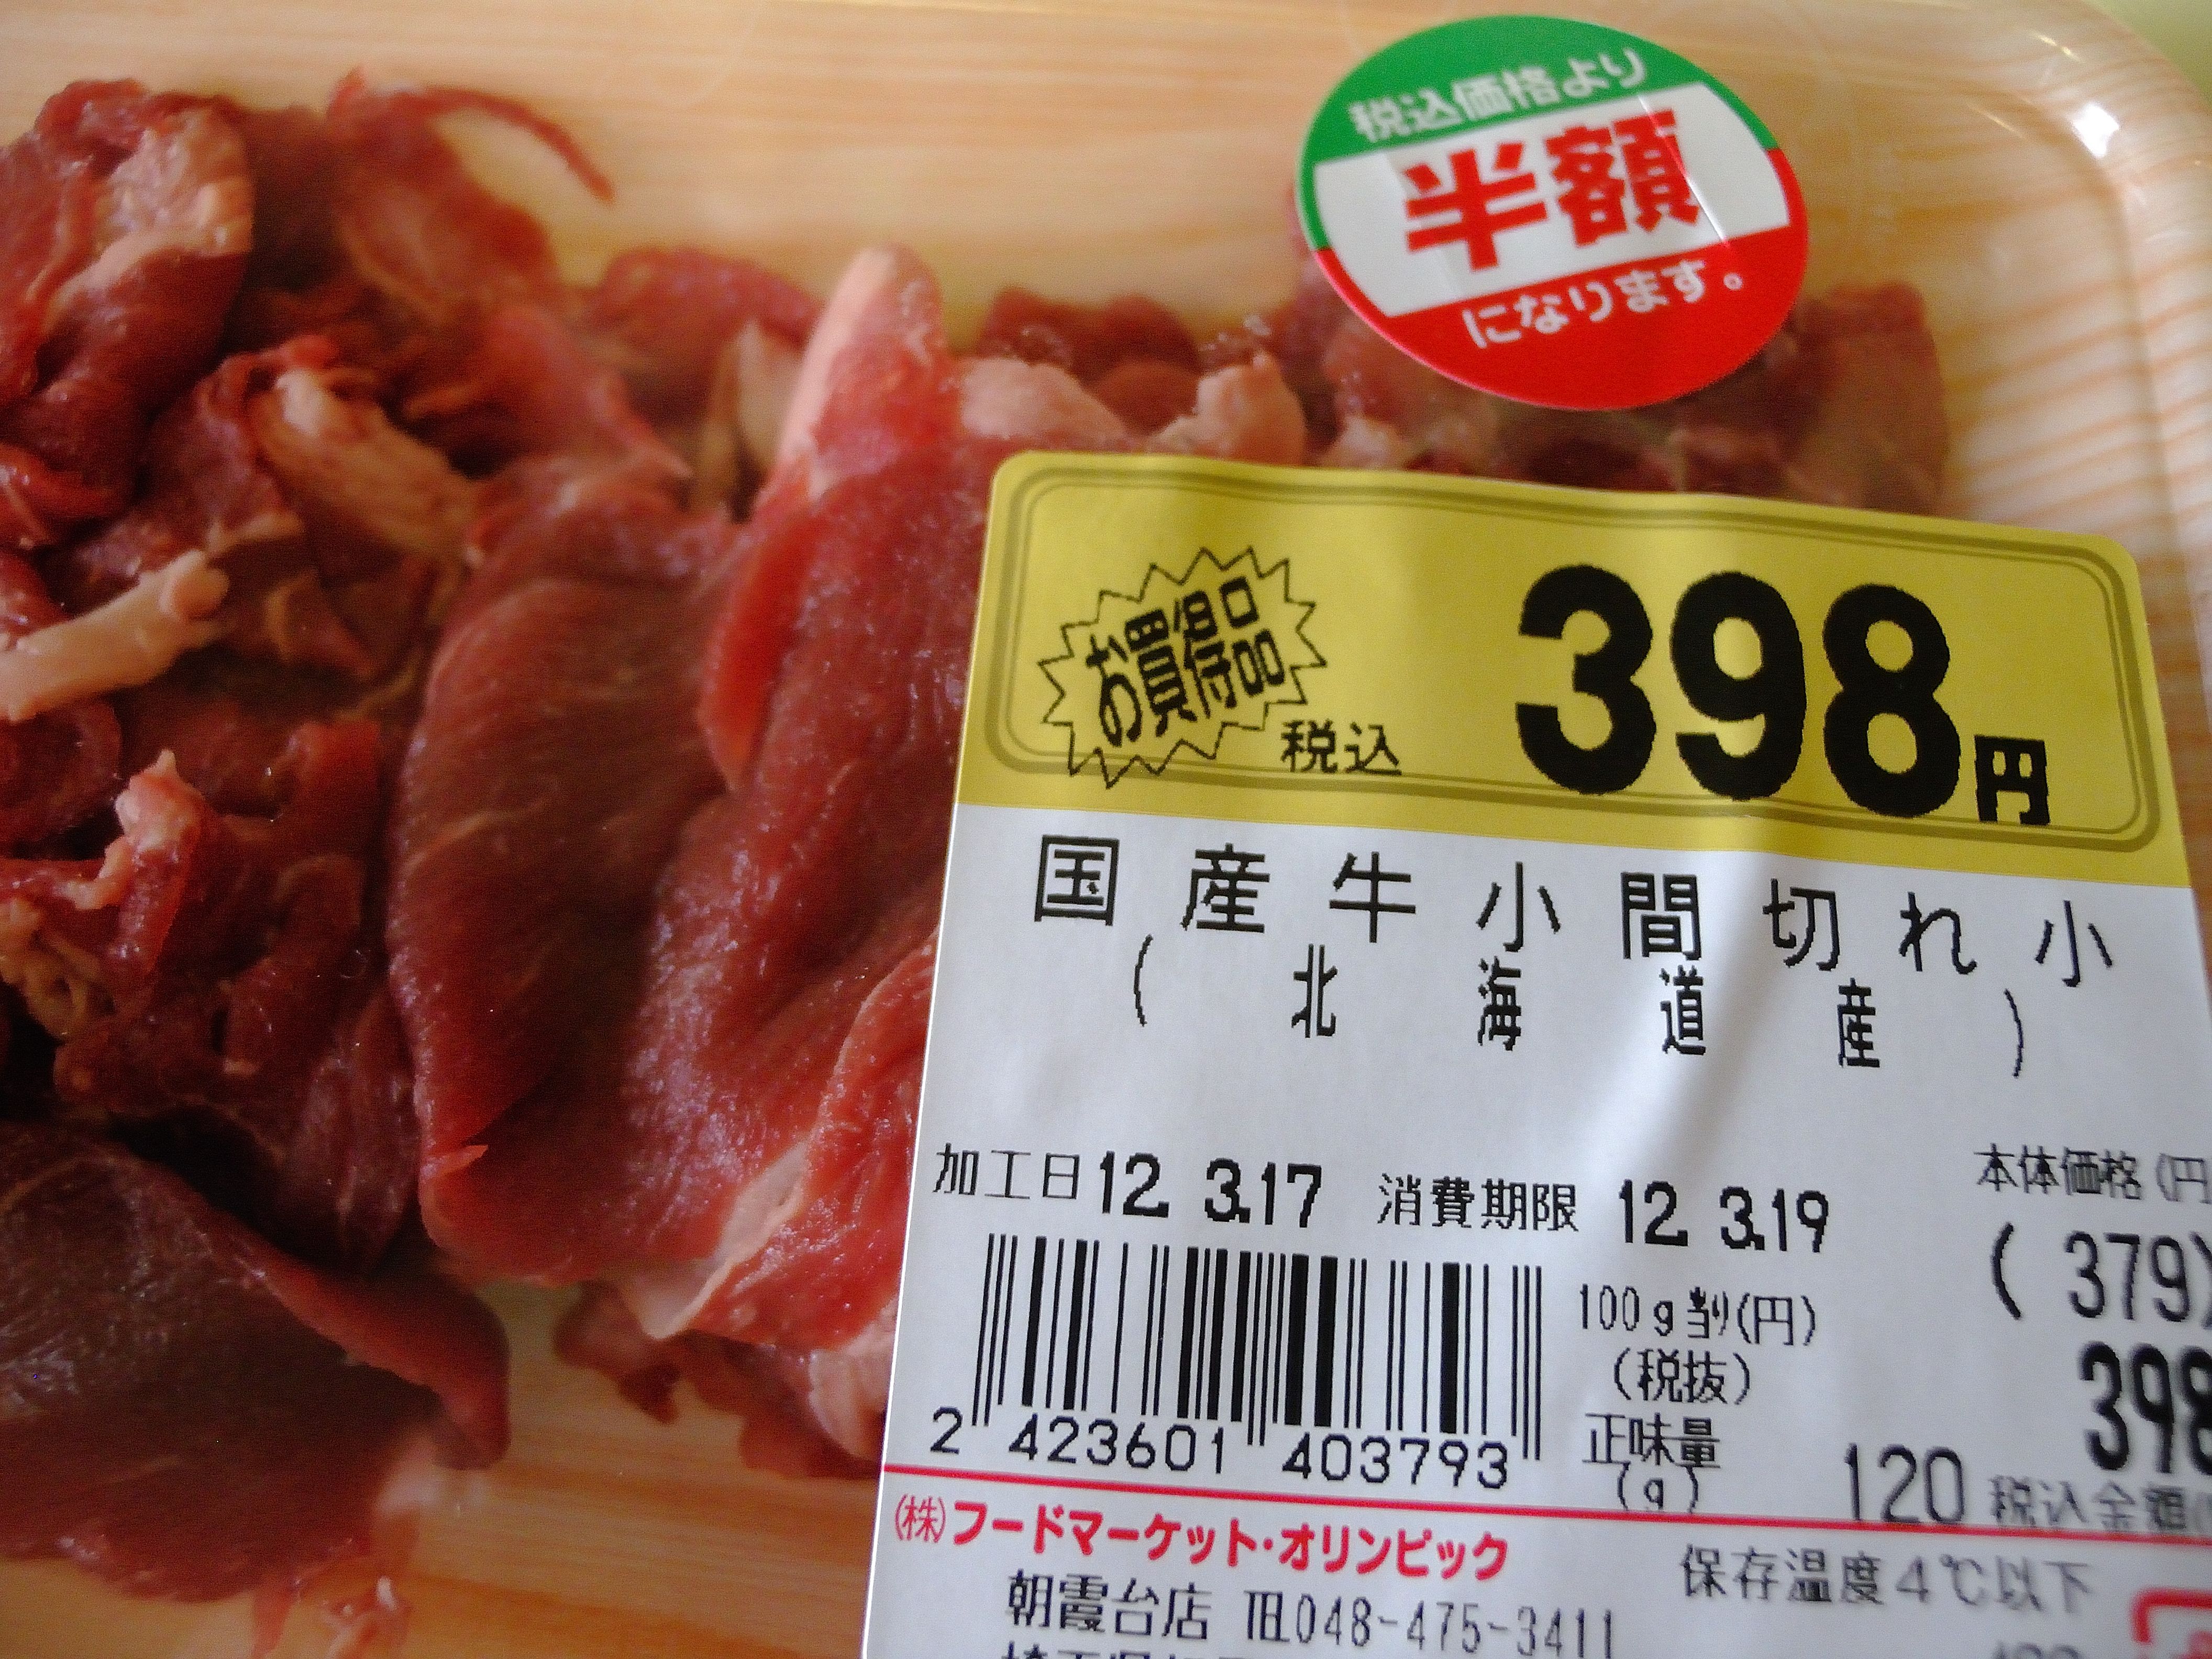 税込価格より
半額
になります。
お買得品
税込 398円
国産牛小間切れ小
(北海道産)
加工日 12. 3.17 消費期限 12. 3.19
本体価格(円
(379)
100g当り(円)
(税抜)
398
正味量
(g) 120 税込金額
2 423601 403793
(株)フードマーケット・オリンピック
保存温度4℃以下
朝霞台店 ℡048-475-3411